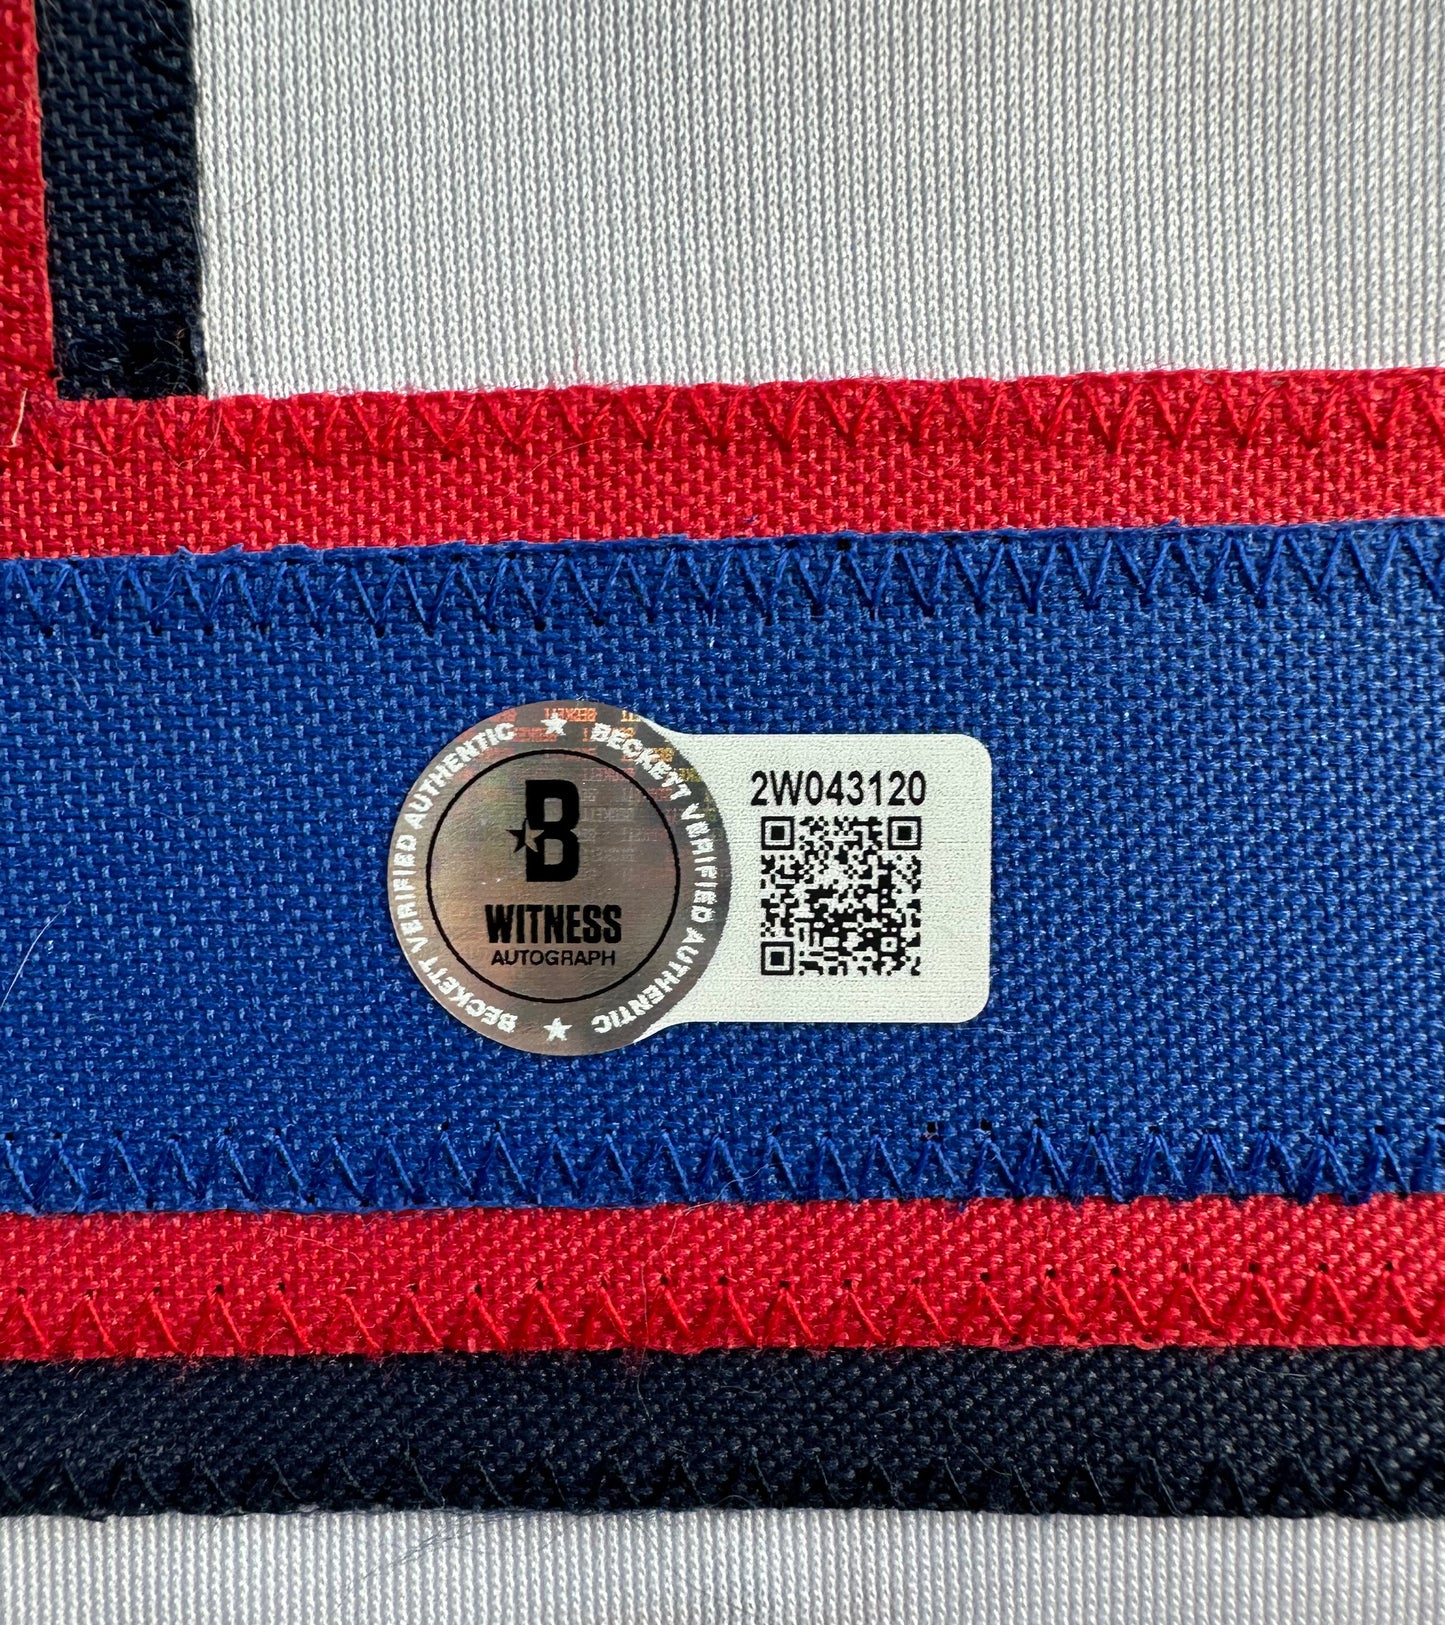 BECKETT VERIFIED AUTHENTIC ★ BECKETT VERIFIED AUTHENTIC ★
B
WITNESS
AUTOGRAPH
2W043120